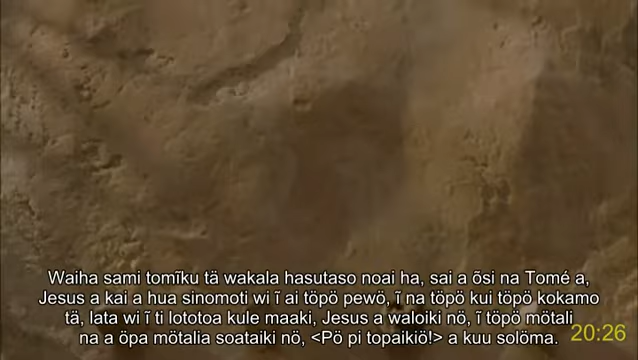 Waiha sami tomĩku tä wakala hasutaso noai ha, sai a õsi na Tomé a,
Jesus a kai a hua sinomoti wi ĩ ai töpö pewö, ĩ na töpö kui töpö kokamo
tä, lata wi ĩ ti lototoa kule maaki, Jesus a waloiki nö, ĩ töpö mötali
na a öpa mötalia soataiki nö, <Pö pi topaikiö!> a kuu solöma.
20:26